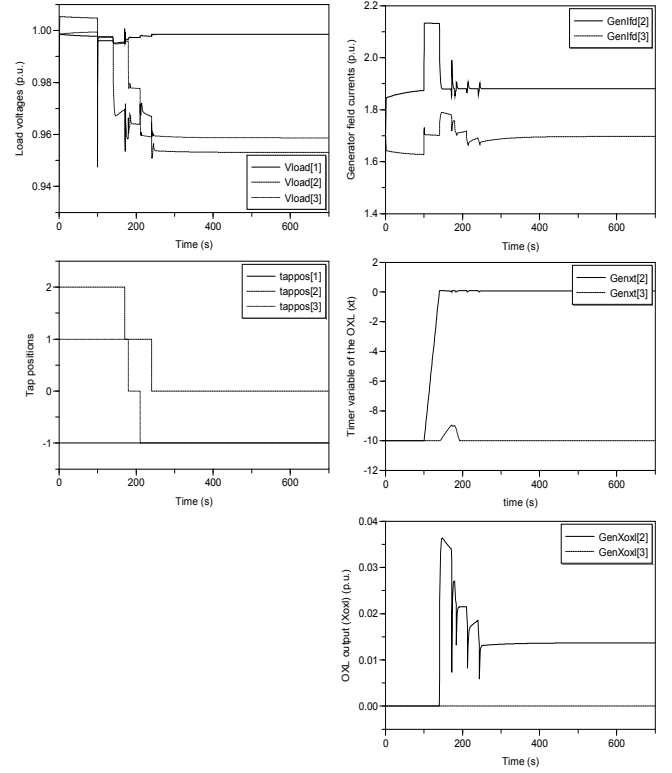 1.00
0.98
0.96
0.94
Load voltages (p.u.)
Vload[1]
Vload[2]
Vload[3]
0
200
400
600
Time (s)
2.2
2.0
1.8
1.6
1.4
Generator field currents (p.u.)
GenIfd[2]
GenIfd[3]
0
200
400
600
Time (s)
2
1
0
-1
Tap positions
tappos[1]
tappos[2]
tappos[3]
0
200
400
600
Time (s)
2
0
-2
-4
-6
-8
-10
-12
Timer variable of the OXL (xt)
Genxt[2]
Genxt[3]
0
200
400
600
time (s)
0.04
0.03
0.02
0.01
0.00
OXL output (Xoxl) (p.u.)
GenXoxl[2]
GenXoxl[3]
0
200
400
600
Time (s)